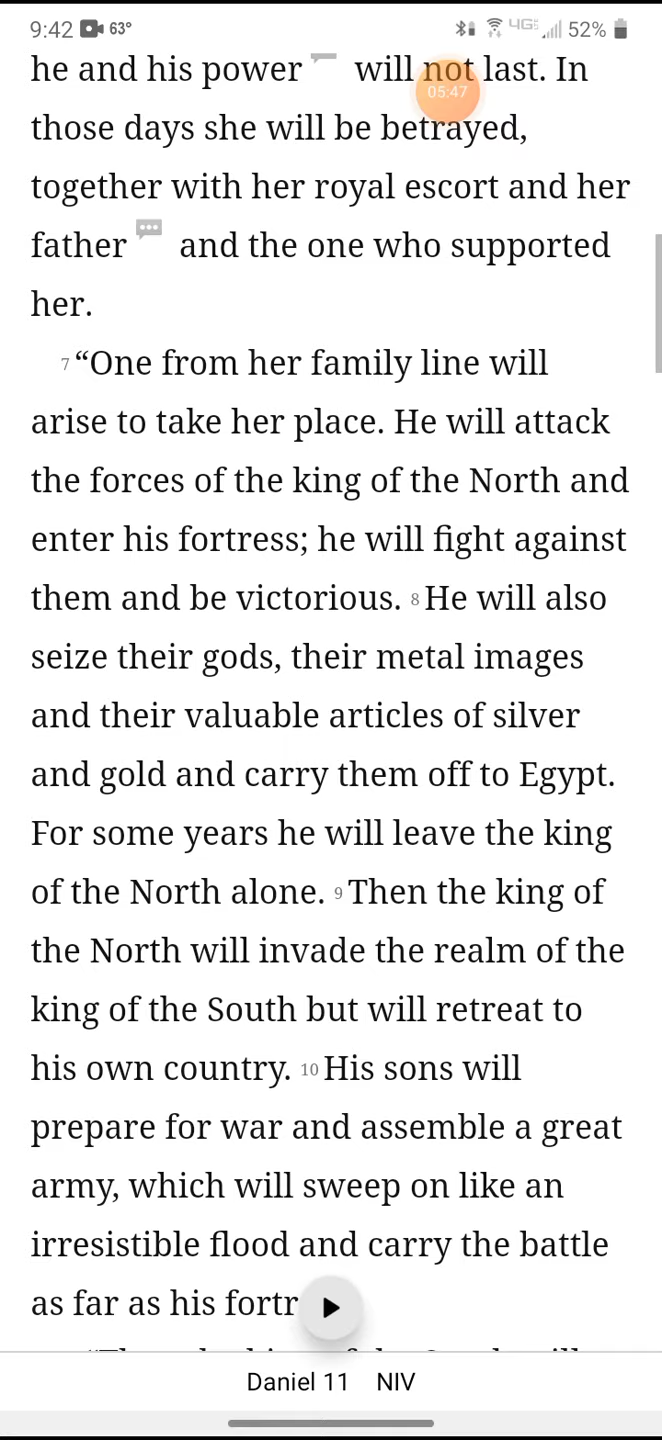 9:42 63° 4G 52%
he and his power will not last. In
05:47
those days she will be betrayed,
together with her royal escort and her
father and the one who supported
her.
7 “One from her family line will
arise to take her place. He will attack
the forces of the king of the North and
enter his fortress; he will fight against
them and be victorious. 8 He will also
seize their gods, their metal images
and their valuable articles of silver
and gold and carry them off to Egypt.
For some years he will leave the king
of the North alone. 9 Then the king of
the North will invade the realm of the
king of the South but will retreat to
his own country. 10 His sons will
prepare for war and assemble a great
army, which will sweep on like an
irresistible flood and carry the battle
as far as his fortr
Daniel 11 NIV